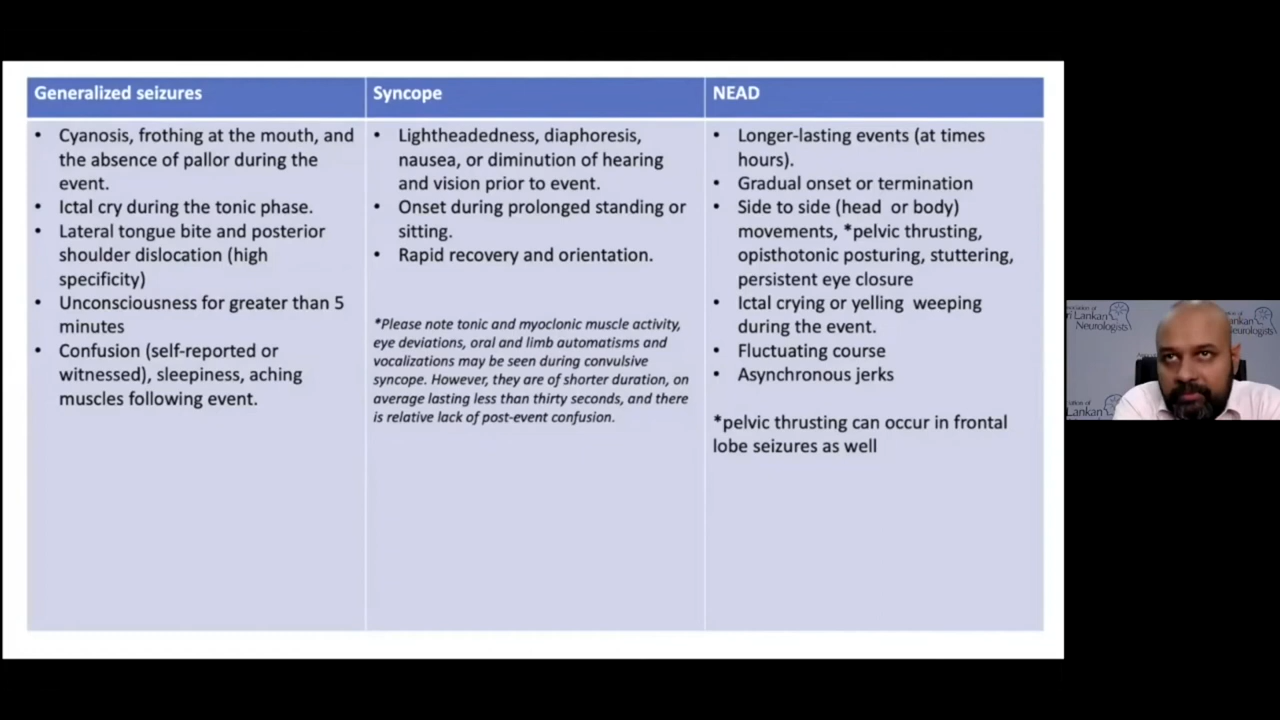 Generalized seizures
• Cyanosis, frothing at the mouth, and
the absence of pallor during the
event.
• Ictal cry during the tonic phase.
• Lateral tongue bite and posterior
shoulder dislocation (high
specificity)
• Unconsciousness for greater than 5
minutes
• Confusion (self-reported or
witnessed), sleepiness, aching
muscles following event.
Syncope
• Lightheadedness, diaphoresis,
nausea, or diminution of hearing
and vision prior to event.
• Onset during prolonged standing or
sitting.
• Rapid recovery and orientation.
*Please note tonic and myoclonic muscle activity,
eye deviations, oral and limb automatisms and
vocalizations may be seen during convulsive
syncope. However, they are of shorter duration, on
average lasting less than thirty seconds, and there
is relative lack of post-event confusion.
NEAD
• Longer-lasting events (at times
hours).
• Gradual onset or termination
• Side to side (head or body)
movements, *pelvic thrusting,
opisthotonic posturing, stuttering,
persistent eye closure
• Ictal crying or yelling weeping
during the event.
• Fluctuating course
• Asynchronous jerks
*pelvic thrusting can occur in frontal
lobe seizures as well
Lankan
Neurologists
Lankan